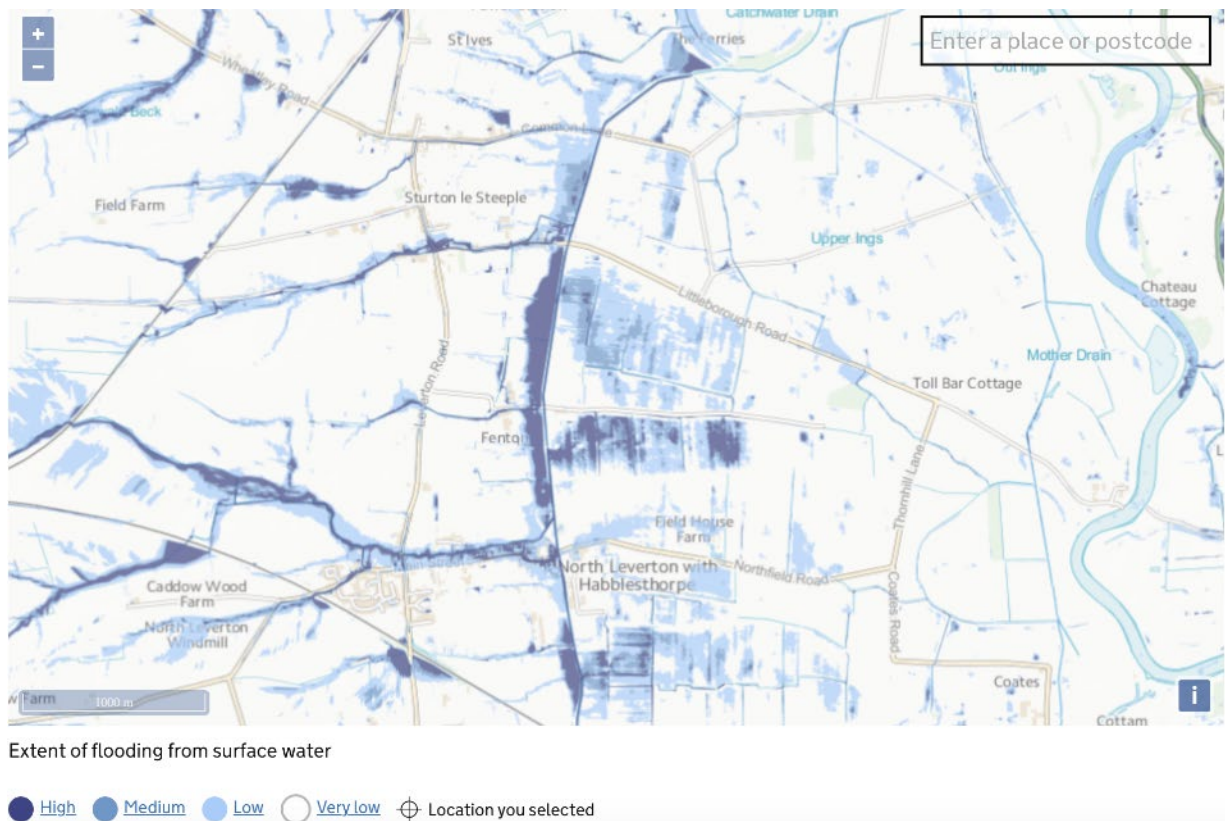 +
−
Catchwater Drain
St Ives
The Ferries
Enter a place or postcode
Out Ings
Wheatley Road
Beck
Common Lane
Field Farm
Sturton le Steeple
Upper Ings
Chateau
Cottage
Littleborough Road
Mother Drain
Leverton Road
Toll Bar Cottage
Fenton
Thornhill Lane
Field House
Farm
North Leverton with
Habblesthorpe
Northfield Road
Caddow Wood
Farm
North Leverton
Windmill
Coates Road
w Farm
1000 m
Coates
i
Cottam
Extent of flooding from surface water
High Medium Low Very low Location you selected